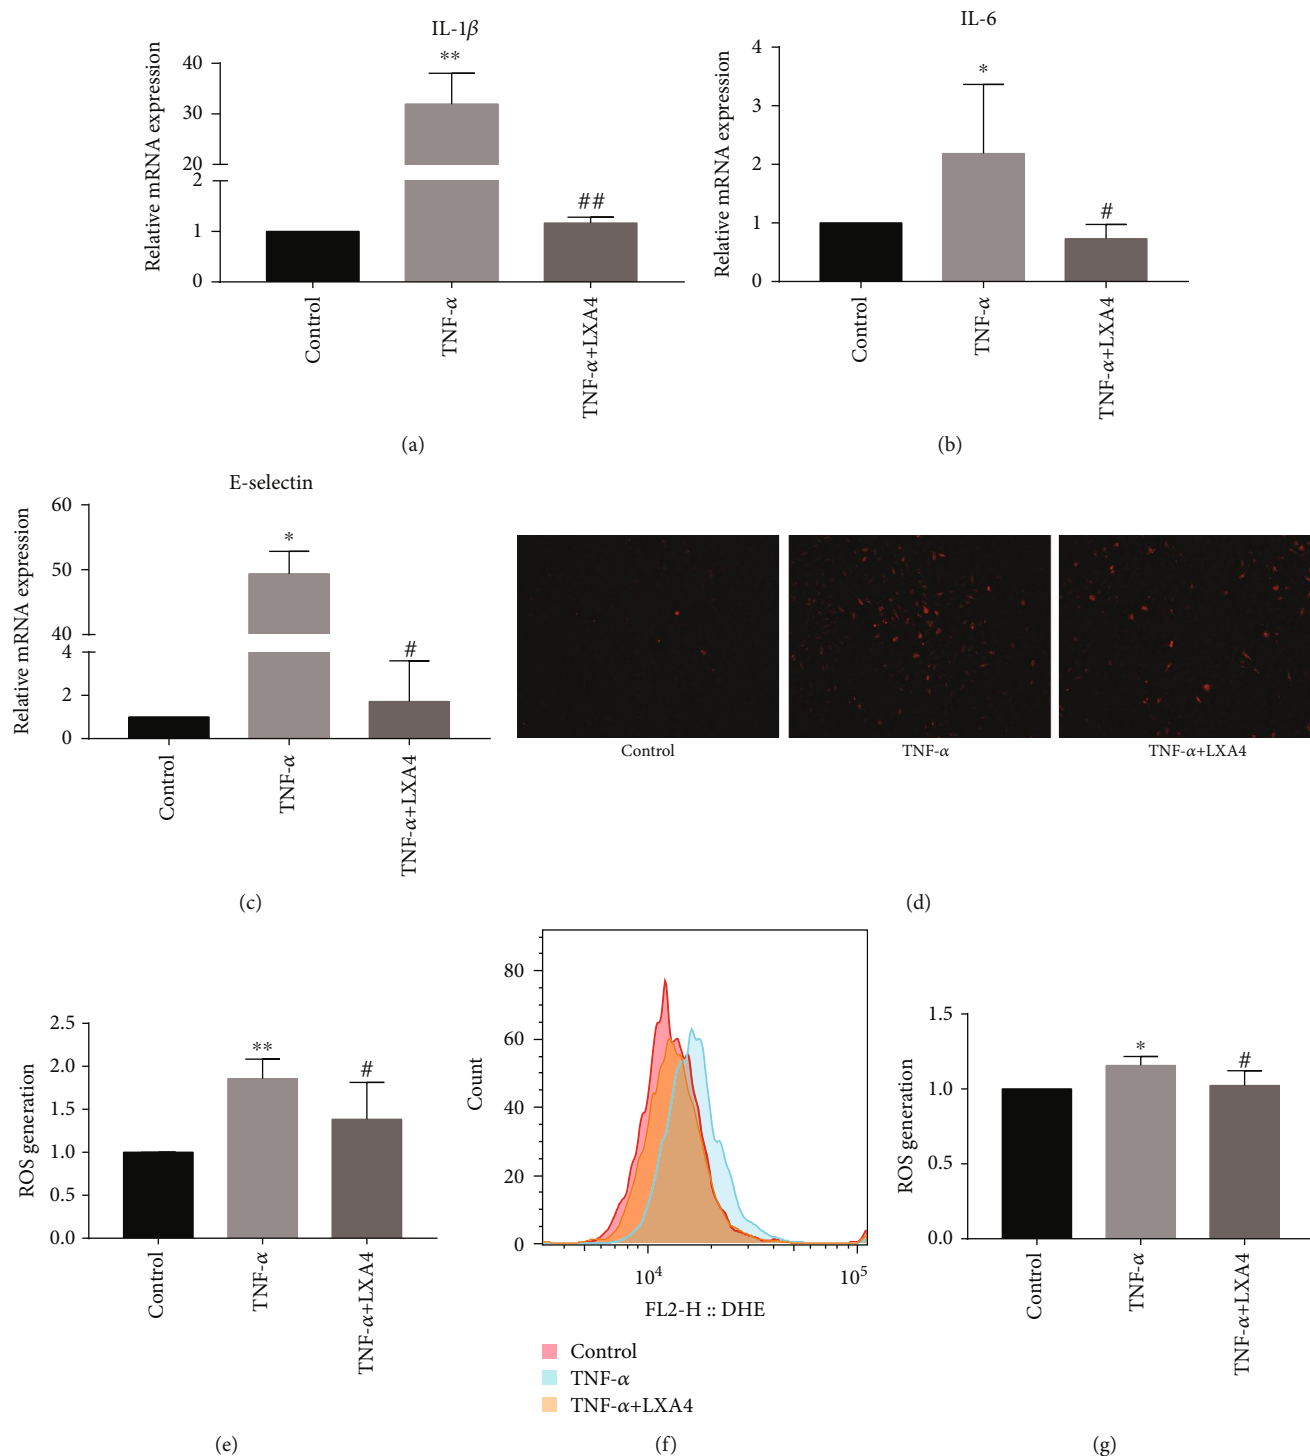 IL-1β
**
##
Relative mRNA expression
40
30
20
2
1
0
Control
TNF-α
TNF-α+LXA4
(a)
IL-6
*
#
Relative mRNA expression
4
3
2
1
0
Control
TNF-α
TNF-α+LXA4
(b)
E-selectin
*
#
Relative mRNA expression
60
50
40
4
2
0
Control
TNF-α
TNF-α+LXA4
(c)
Control
TNF-α
TNF-α+LXA4
(d)
**
#
ROS generation
2.5
2.0
1.5
1.0
0.5
0.0
Control
TNF-α
TNF-α+LXA4
(e)
Count
80
60
40
20
0
10⁴
10⁵
FL2-H :: DHE
Control
TNF-α
TNF-α+LXA4
(f)
*
#
ROS generation
1.5
1.0
0.5
0.0
Control
TNF-α
TNF-α+LXA4
(g)